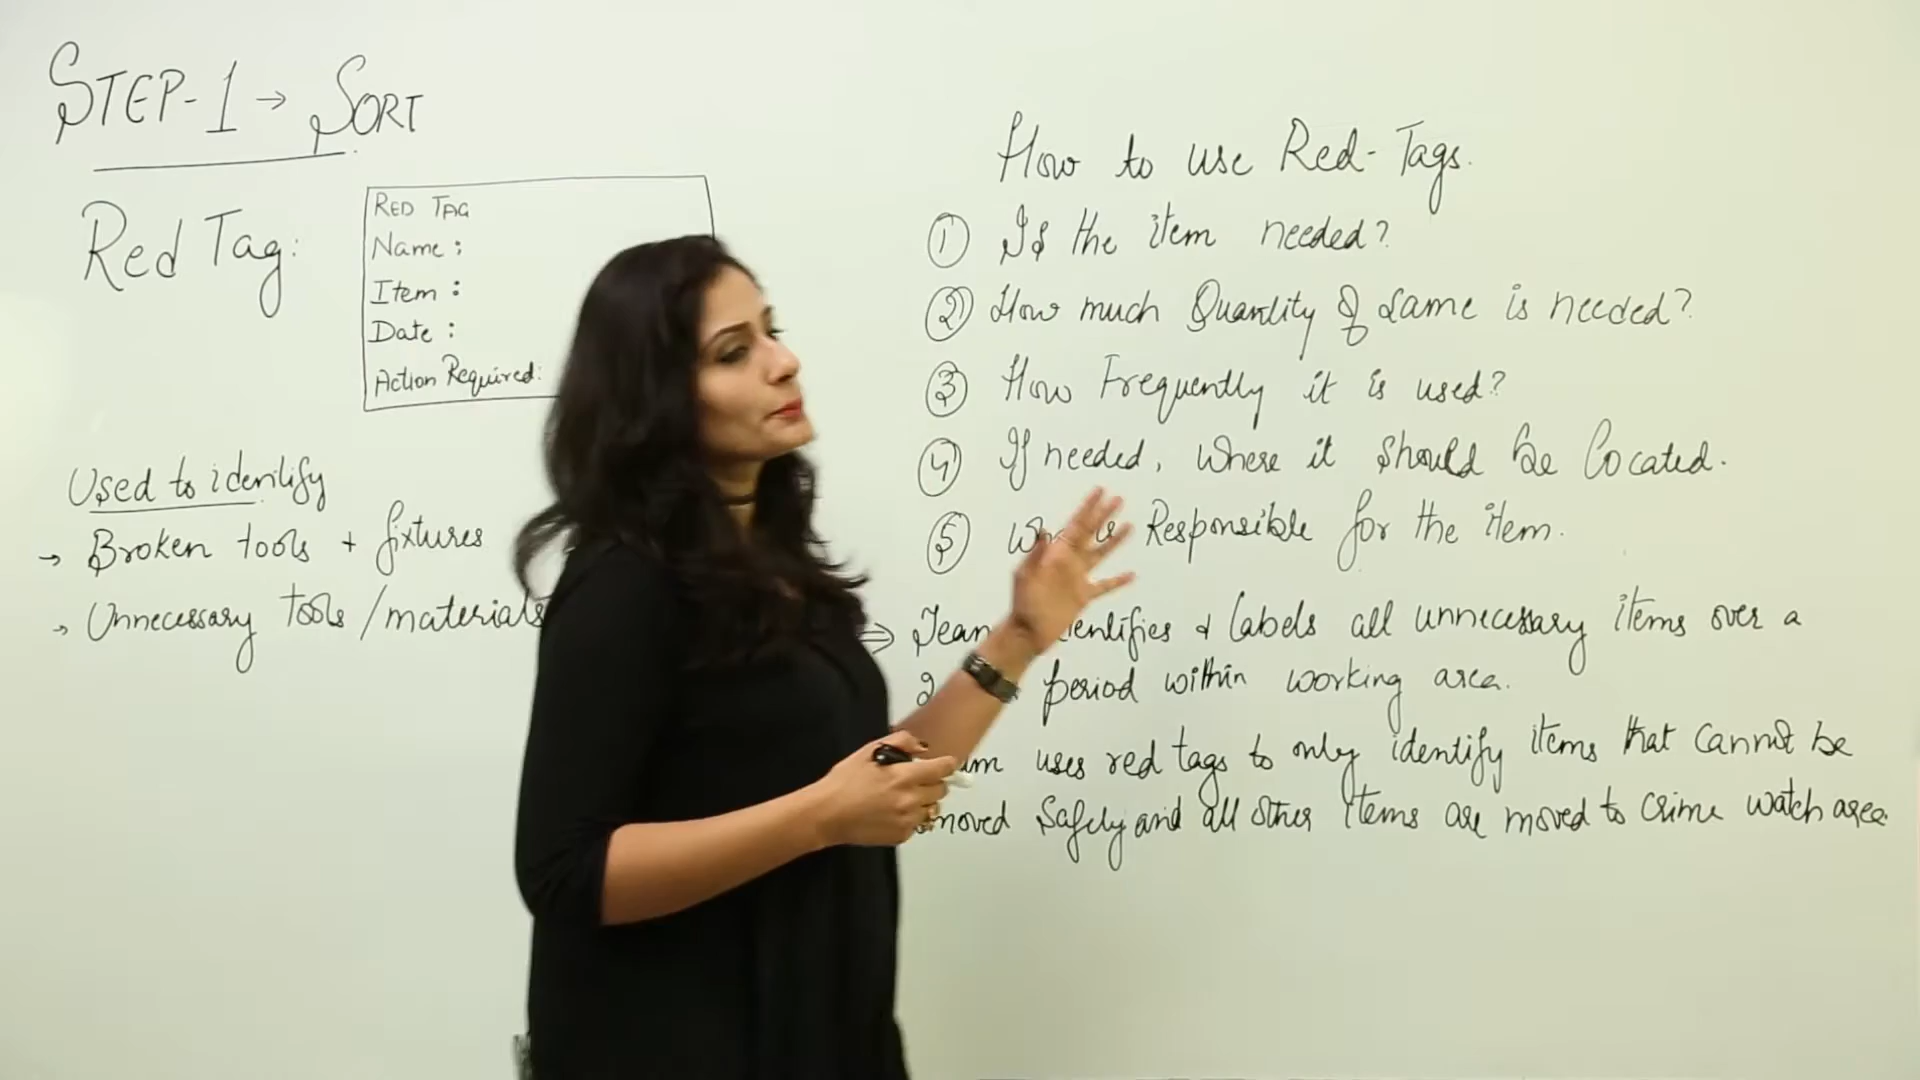 STEP-1 → SORT
Red Tag:
RED TAG
Name:
Item:
Date:
Action Required:
Used to identify
→ Broken tools + fixtures
→ Unnecessary tools / materials
How to use Red-Tags.
① Is the item needed?
② How much Quantity of same is needed?
③ How Frequently it is used?
④ If needed, where it should be located.
⑤ Responsible for the item.
⇒ & labels all unnecessary items over a
period within working area.
uses red tags to only identify items that cannot be
moved safely and all other items are moved to crime watch area.